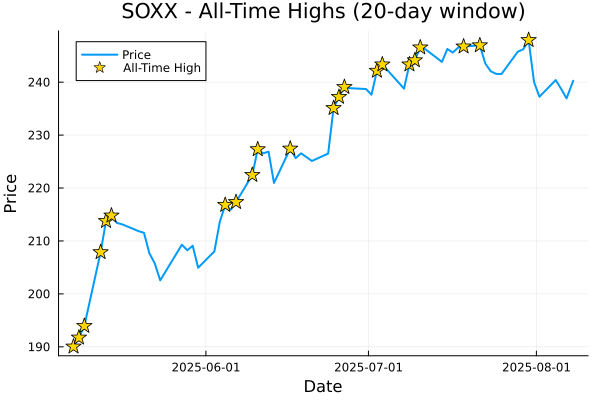 SOXX - All-Time Highs (20-day window)
Price
All-Time High
240
230
220
210
200
190
Price
2025-06-01
2025-07-01
2025-08-01
Date